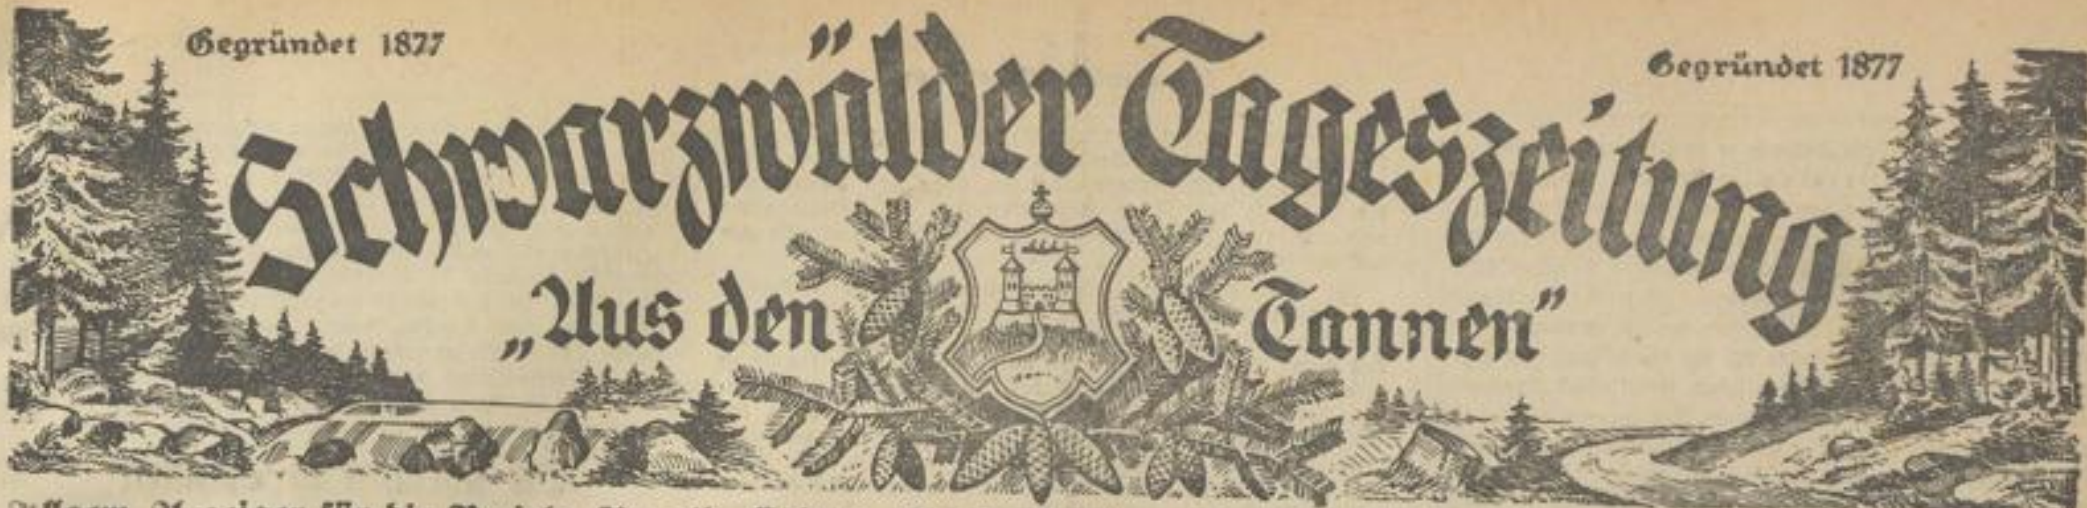 Gegründet 1877
Gegründet 1877
Schwarzwälder Tageszeitung
„Aus den Tannen“